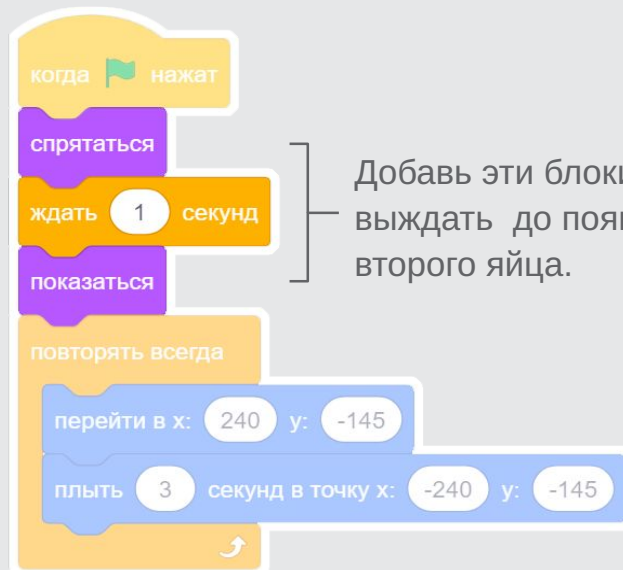 когда нажат
спрятаться
ждать 1 секунд
показаться
Добавь эти блоки
выждать до
второго яйца.
повторять всегда
перейти в x: 240 y: -145
плыть 3 секунд в точку x: -240 y: -145